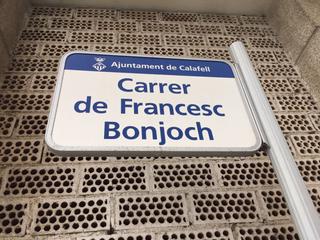 Ajuntament de Calafell
Carrer
de Francesc
Bonjoch